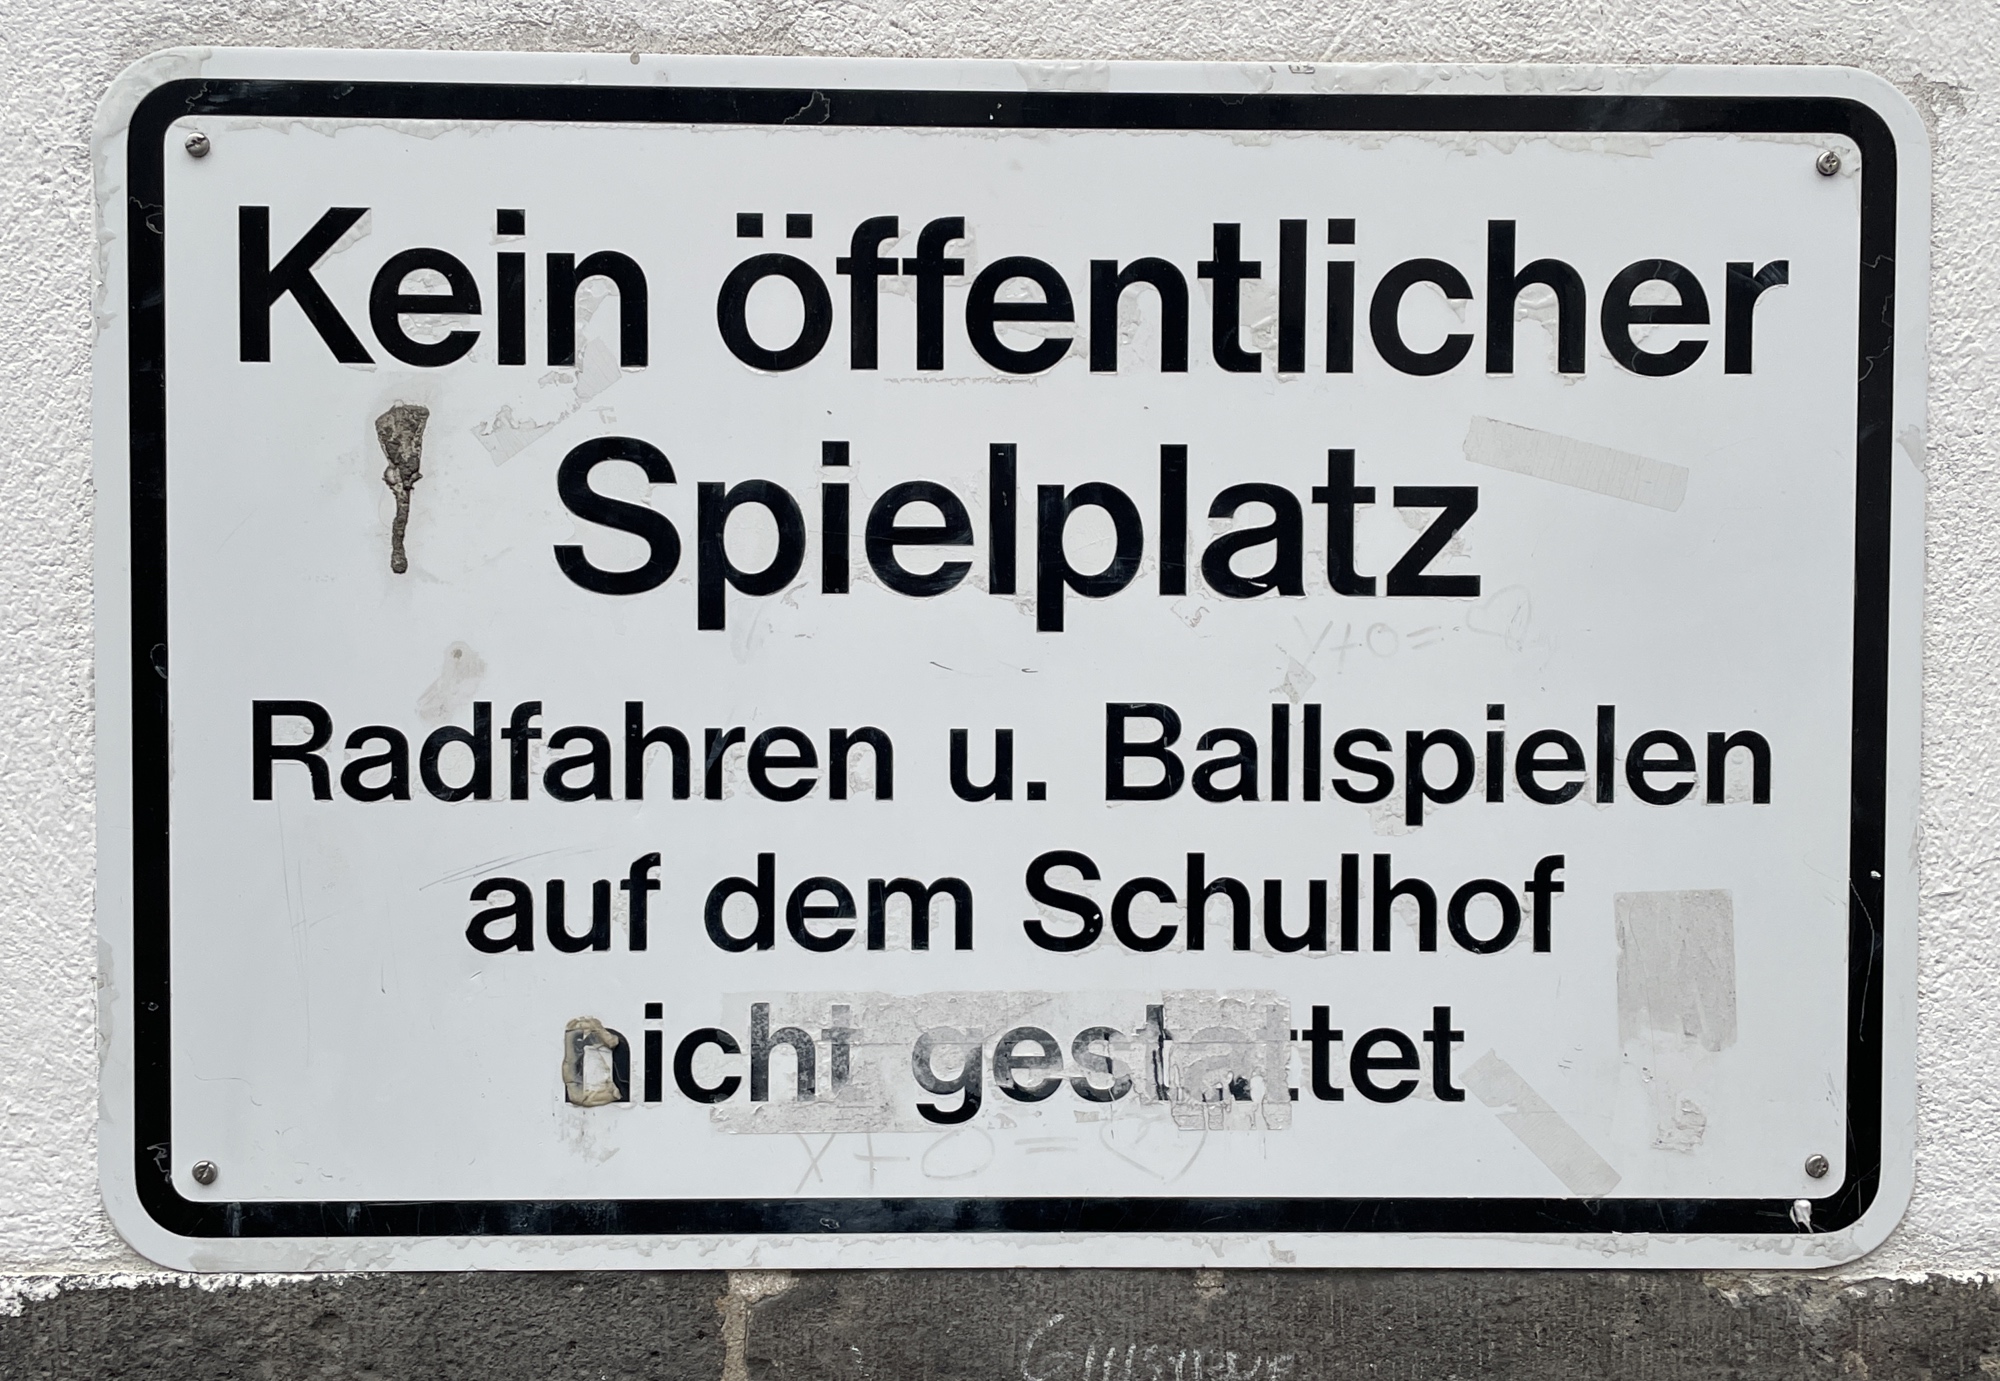 Kein öffentlicher
Spielplatz
Y+O=
Radfahren u. Ballspielen
auf dem Schulhof
nicht gestattet
Y+O=